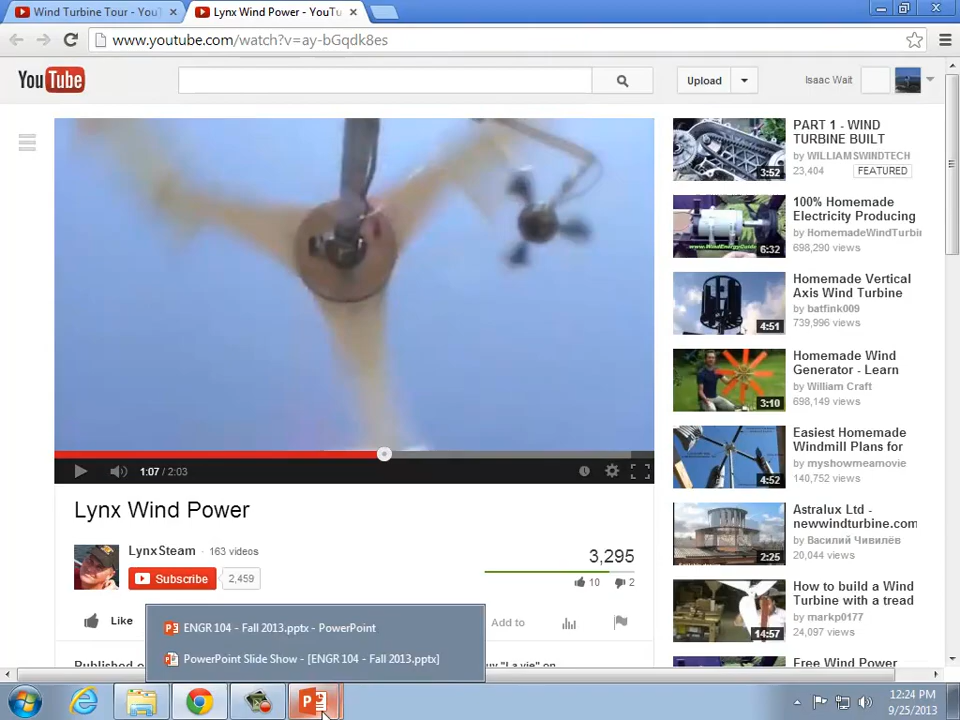 Wind Turbine Tour - You
Lynx Wind Power - YouTu
www.youtube.com/watch?v=ay-bGqdk8es
YouTube
Upload
Isaac Wait
1:07 / 2:03
Lynx Wind Power
LynxSteam · 163 videos
Subscribe 2,459
3,295
10 2
Like
Add to
ENGR 104 - Fall 2013.pptx - PowerPoint
PowerPoint Slide Show - [ENGR 104 - Fall 2013.pptx]
PART 1 - WIND
TURBINE BUILT
by WILLIAMSWINDTECH
23,404 FEATURED
3:52
100% Homemade
Electricity Producing
by HomemadeWindTurbin
698,290 views
6:32
Homemade Vertical
Axis Wind Turbine
by batfink009
739,996 views
4:51
Homemade Wind
Generator - Learn
by William Craft
698,149 views
3:10
Easiest Homemade
Windmill Plans for
by myshowmeamovie
140,752 views
4:52
Astralux Ltd -
newwindturbine.com
by Василий Чивилёв
20,044 views
2:25
How to build a Wind
Turbine with a tread
by markp0177
24,097 views
14:57
Free Wind Power
12:24 PM
9/25/2013